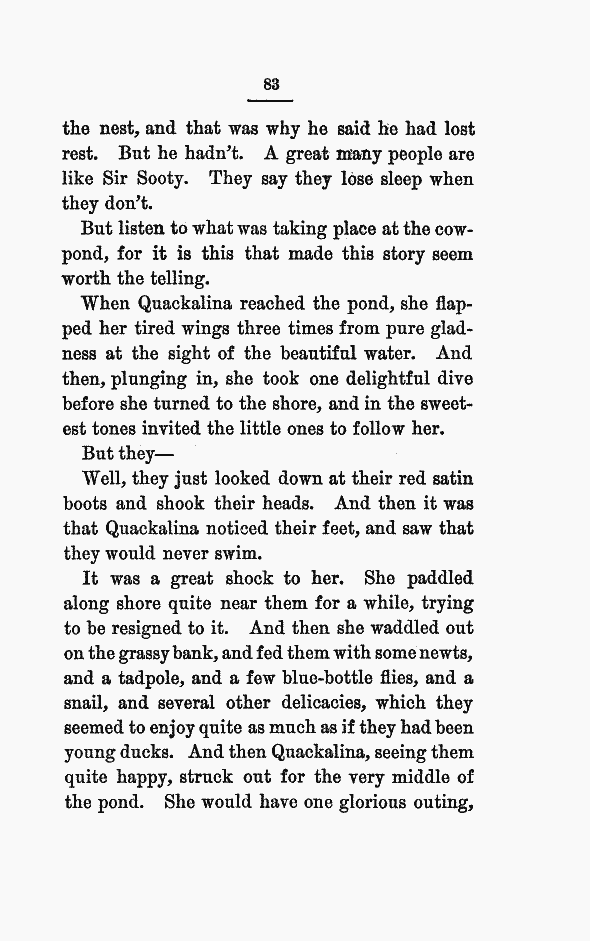 83
the nest, and that was why he said he had lost
rest. But he hadn't. A great many people are
like Sir Sooty. They say they lose sleep when
they don't.
But listen to what was taking place at the cow-
pond, for it is this that made this story seem
worth the telling.
When Quackalina reached the pond, she flap-
ped her tired wings three times from pure glad-
ness at the sight of the beautiful water. And
then, plunging in, she took one delightful dive
before she turned to the shore, and in the sweet-
est tones invited the little ones to follow her.
But they—
Well, they just looked down at their red satin
boots and shook their heads. And then it was
that Quackalina noticed their feet, and saw that
they would never swim.
It was a great shock to her. She paddled
along shore quite near them for a while, trying
to be resigned to it. And then she waddled out
on the grassy bank, and fed them with some newts,
and a tadpole, and a few blue-bottle flies, and a
snail, and several other delicacies, which they
seemed to enjoy quite as much as if they had been
young ducks. And then Quackalina, seeing them
quite happy, struck out for the very middle of
the pond. She would have one glorious outing,